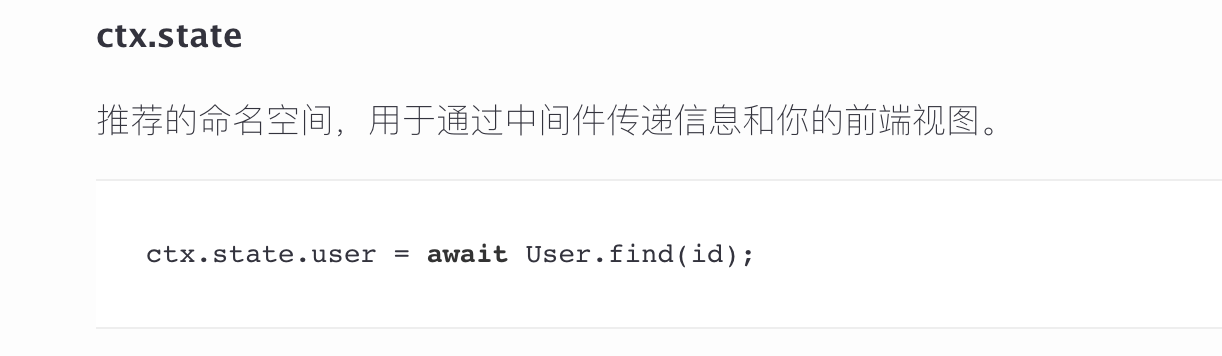 ctx.state
推荐的命名空间，用于通过中间件传递信息和你的前端视图。
ctx.state.user = await User.find(id);